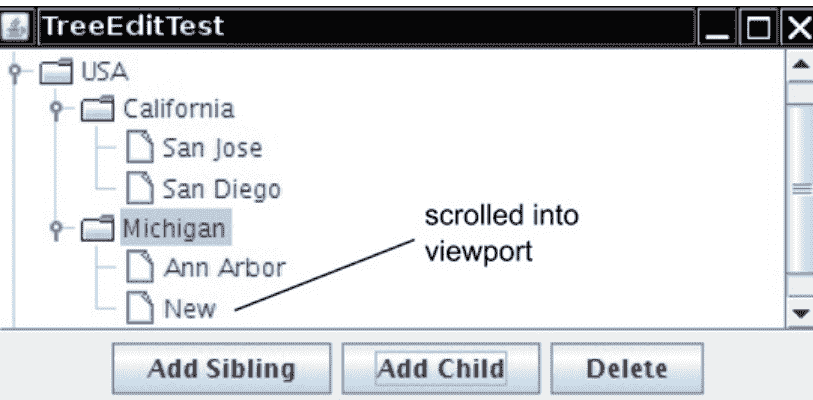 TreeEditTest
USA
California
San Jose
San Diego
Michigan
Ann Arbor
New
scrolled into
viewport
Add Sibling
Add Child
Delete